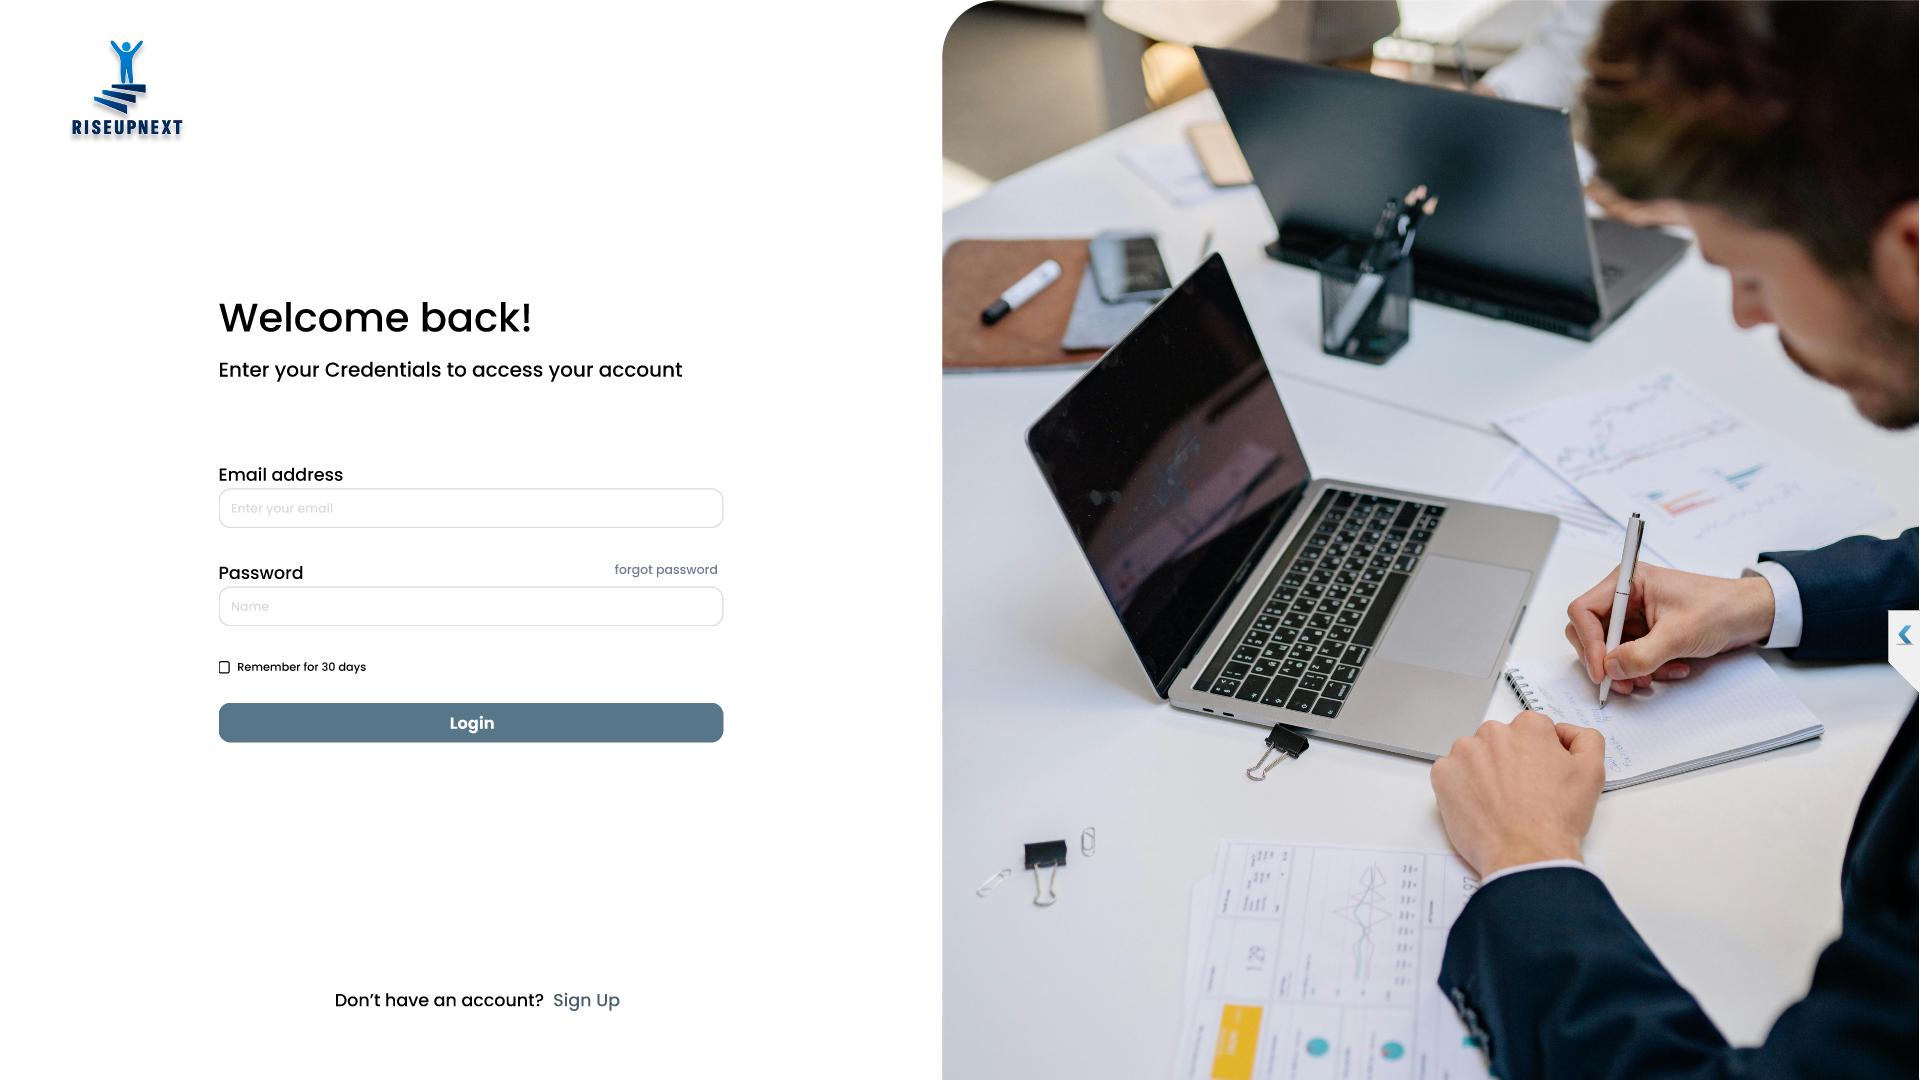 RISEUPNEXT
Welcome back!
Enter your Credentials to access your account
Email address
Enter your email
Password
forgot password
Name
Remember for 30 days
Login
Don’t have an account? Sign Up
129